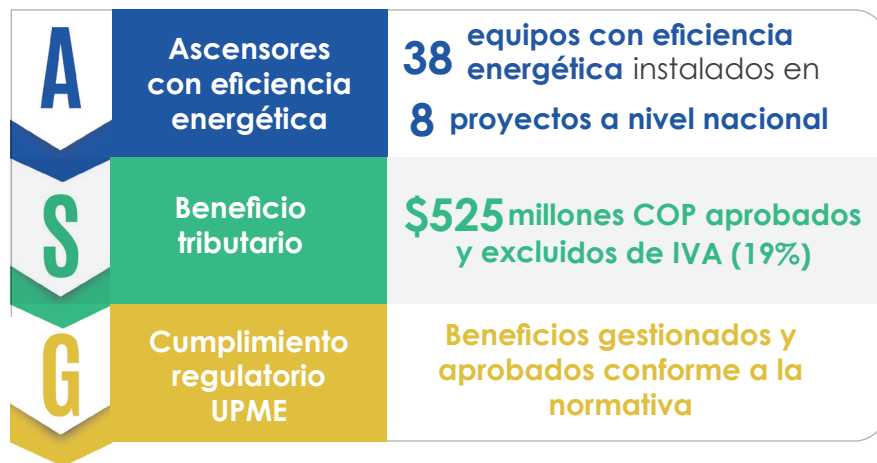 A
Ascensores
con eficiencia
energética
38 equipos con eficiencia
energética instalados en
8 proyectos a nivel nacional
S
Beneficio
tributario
$525 millones COP aprobados
y excluidos de IVA (19%)
G
Cumplimiento
regulatorio
UPME
Beneficios gestionados y
aprobados conforme a la
normativa